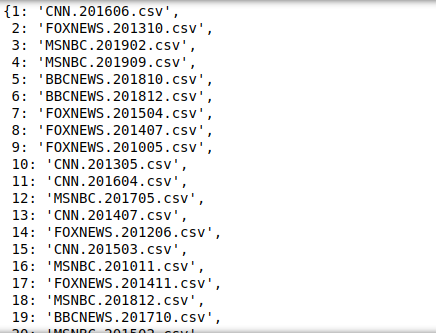 {1: 'CNN.201606.csv',
2: 'FOXNEWS.201310.csv',
3: 'MSNBC.201902.csv',
4: 'MSNBC.201909.csv',
5: 'BBCNEWS.201810.csv',
6: 'BBCNEWS.201812.csv',
7: 'FOXNEWS.201504.csv',
8: 'FOXNEWS.201407.csv',
9: 'FOXNEWS.201005.csv',
10: 'CNN.201305.csv',
11: 'CNN.201604.csv',
12: 'MSNBC.201705.csv',
13: 'CNN.201407.csv',
14: 'FOXNEWS.201206.csv',
15: 'CNN.201503.csv',
16: 'MSNBC.201011.csv',
17: 'FOXNEWS.201411.csv',
18: 'MSNBC.201812.csv',
19: 'BBCNEWS.201710.csv',